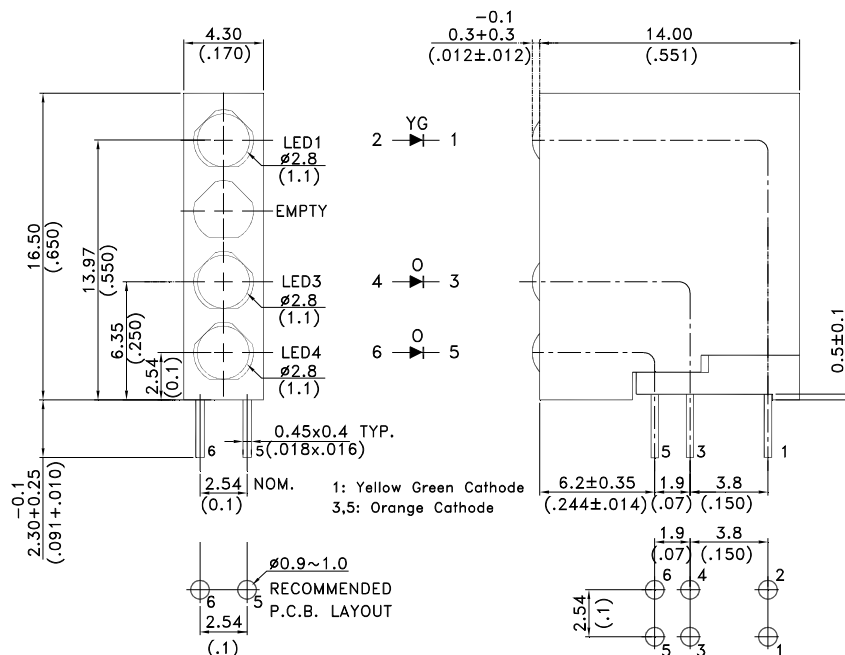 4.30
(.170)
-0.1
0.3+0.3
(.012±.012)
14.00
(.551)
16.50
(.650)
13.97
(.550)
6.35
(.250)
2.54
(0.1)
LED1
ø2.8
(1.1)
EMPTY
LED3
ø2.8
(1.1)
LED4
ø2.8
(1.1)
YG
2 1
O
4 3
O
6 5
0.5±0.1
-0.1
2.30+0.25
(.091+.010)
6 5
0.45x0.4 TYP.
(.018x.016)
2.54 NOM.
(0.1)
1: Yellow Green Cathode
3,5: Orange Cathode
5 3 1
6.2±0.35 1.9 3.8
(.244±.014) (.07) (.150)
ø0.9~1.0
RECOMMENDED
P.C.B. LAYOUT
6 5
2.54
(.1)
1.9 3.8
(.07) (.150)
6 4 2
2.54
(.1)
5 3 1